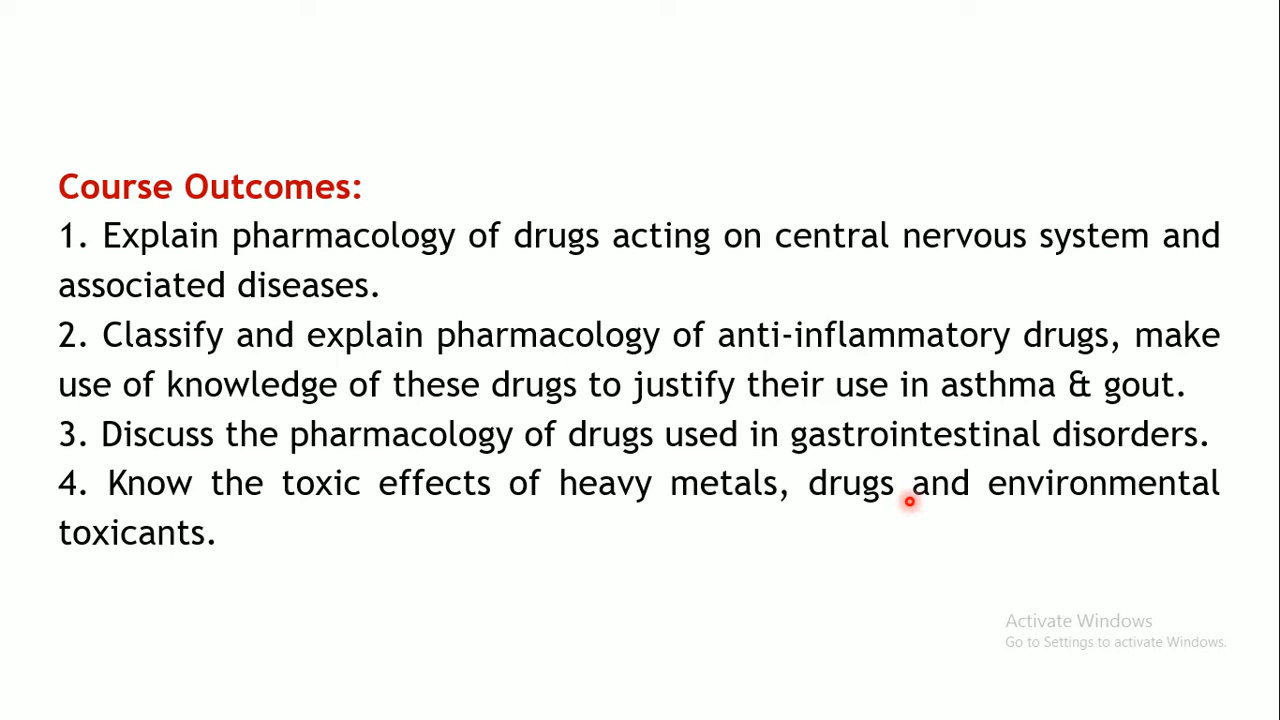 Course Outcomes:
1. Explain pharmacology of drugs acting on central nervous system and
associated diseases.
2. Classify and explain pharmacology of anti-inflammatory drugs, make
use of knowledge of these drugs to justify their use in asthma & gout.
3. Discuss the pharmacology of drugs used in gastrointestinal disorders.
4. Know the toxic effects of heavy metals, drugs and environmental
toxicants.
Activate Windows
Go to Settings to activate Windows.